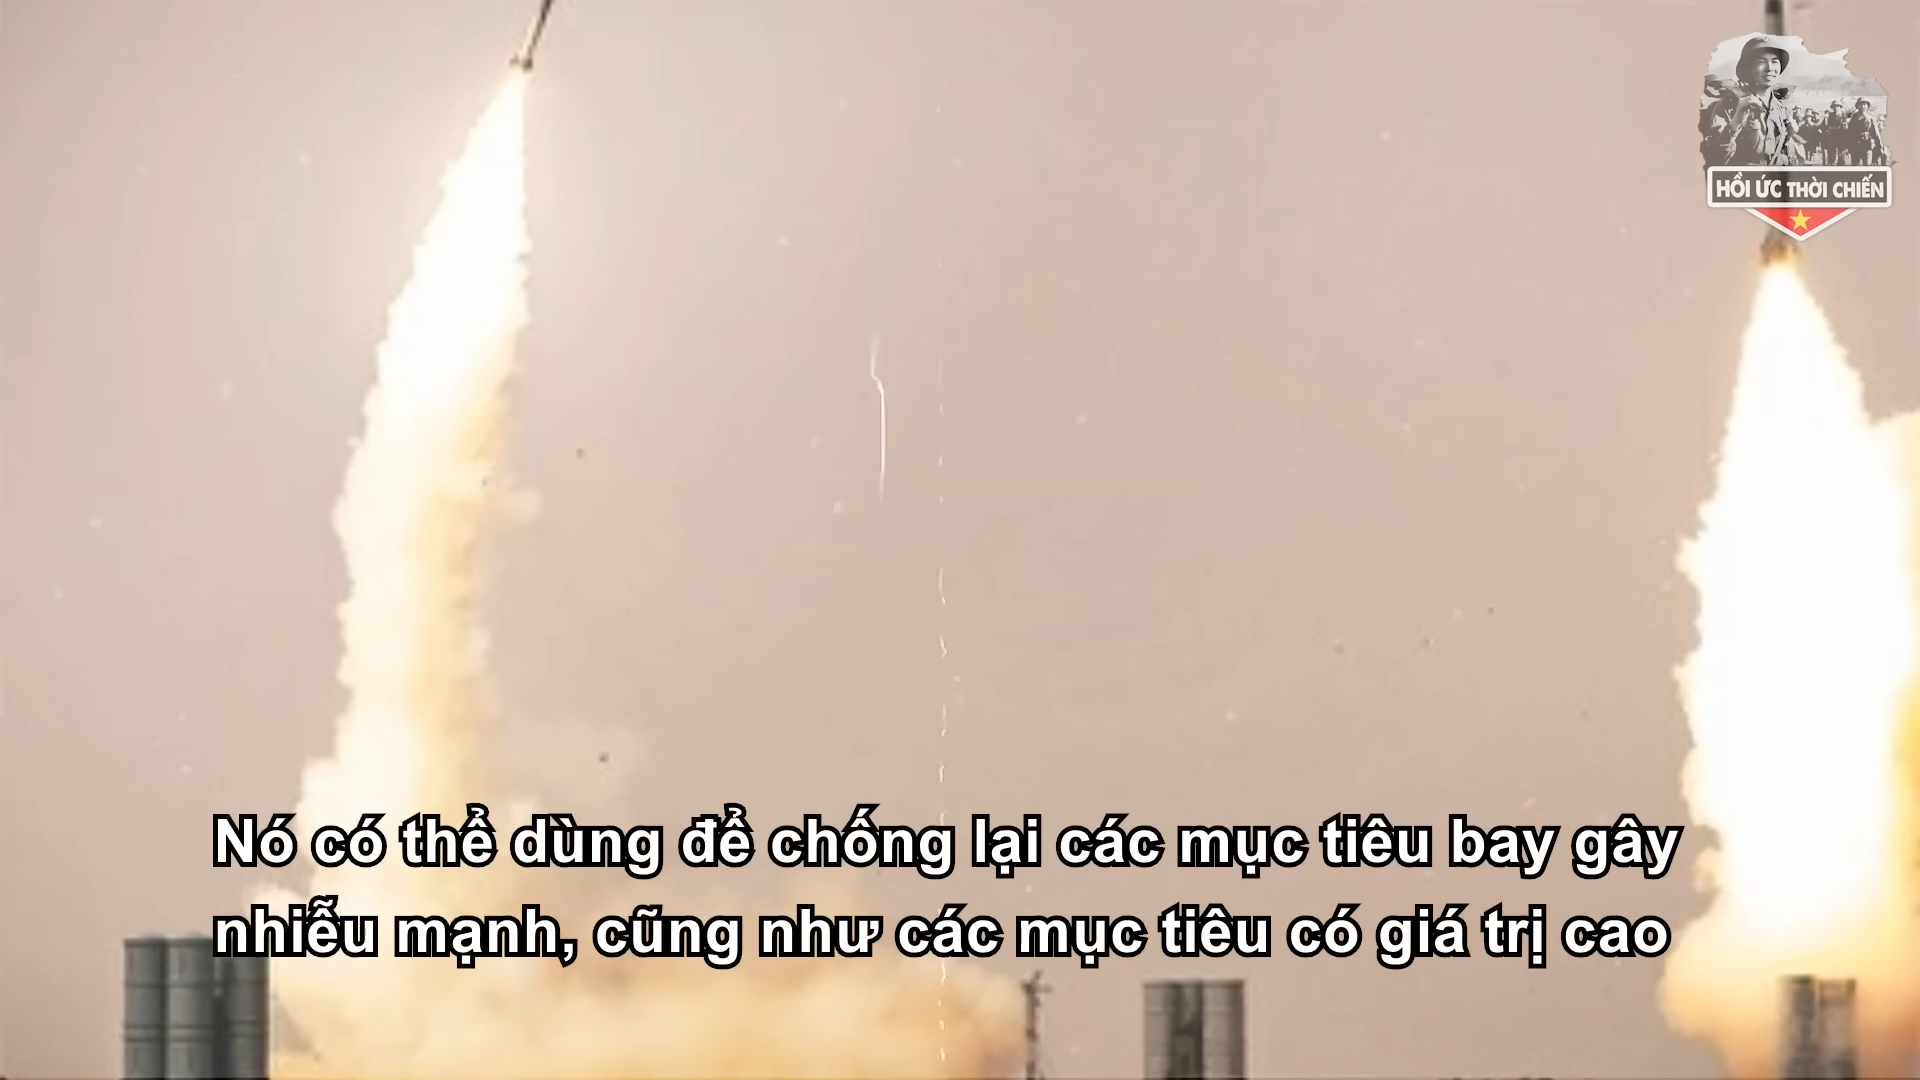 HỒI ỨC THỜI CHIẾN
Nó có thể dùng để chống lại các mục tiêu bay gây
nhiễu mạnh, cũng như các mục tiêu có giá trị cao